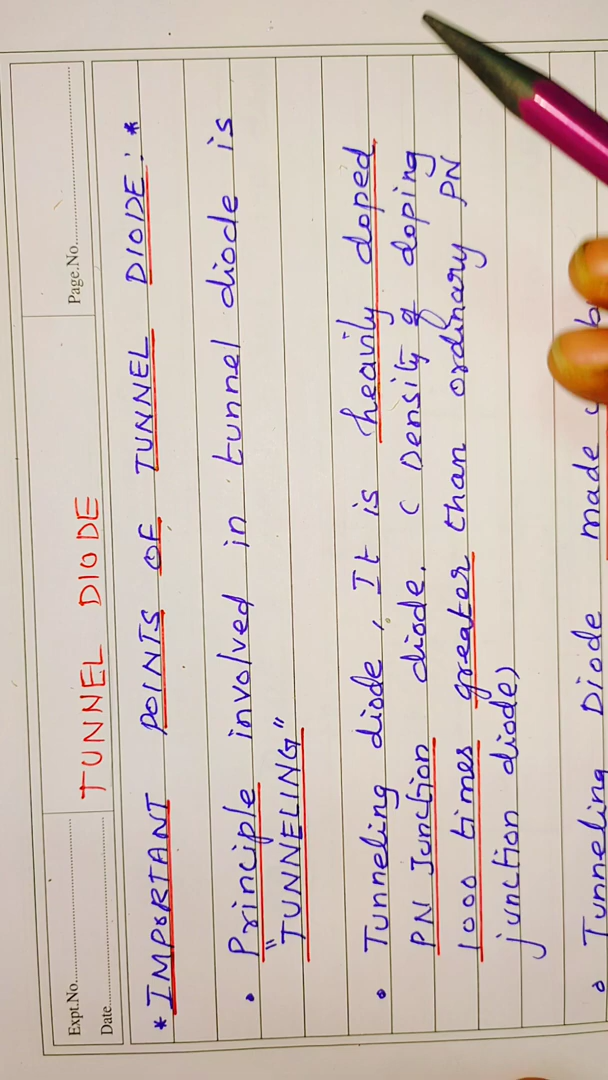 Expt.No.
Page.No.
Date
TUNNEL DIODE
* IMPORTANT POINTS OF TUNNEL DIODE: *
• Principle involved in tunnel diode is
"TUNNELING"
• Tunneling diode, It is heavily doped
PN Junction diode. ( Density of doping
1000 times greater than ordinary PN
junction diode)
• Tunneling Diode made